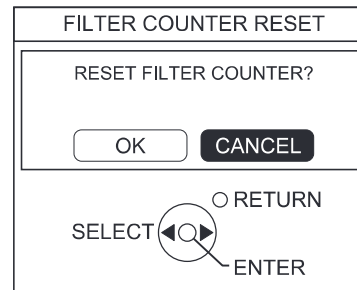 FILTER COUNTER RESET
RESET FILTER COUNTER?
OK CANCEL
RETURN
SELECT
ENTER